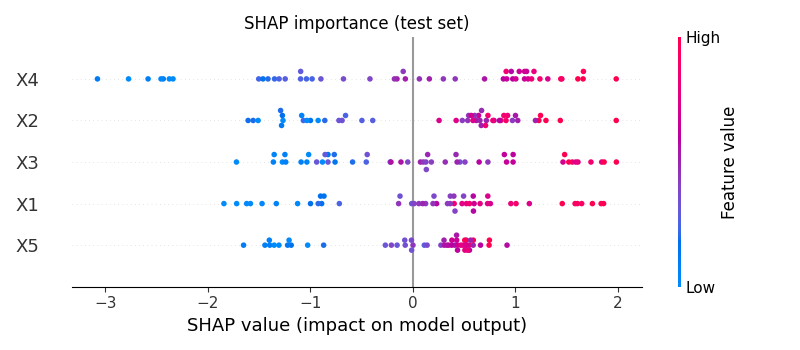 SHAP importance (test set)
High
X4
X2
X3
X1
X5
Feature value
Low
−3
−2
−1
0
1
2
SHAP value (impact on model output)